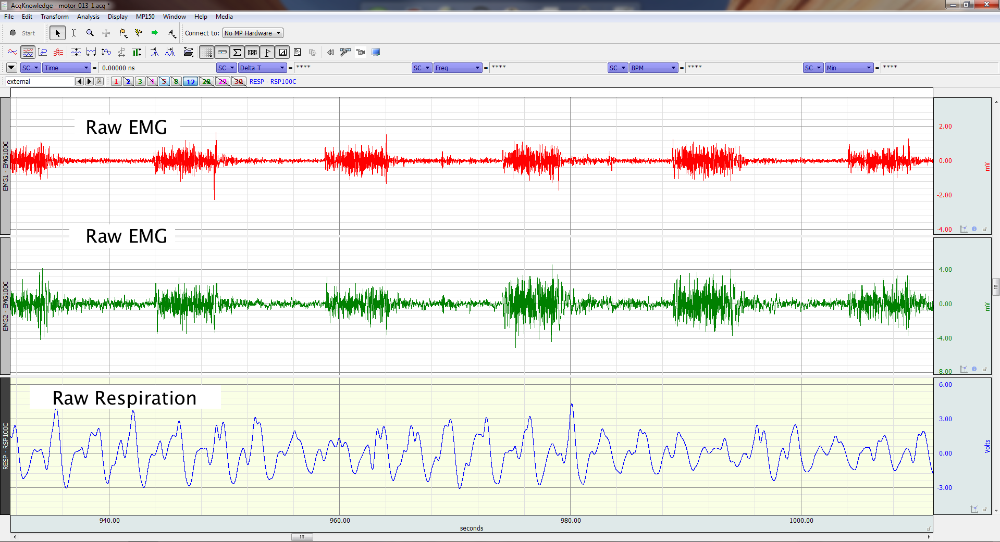 AcqKnowledge - motor-013-1.acq *
File Edit Transform Analysis Display MP150 Window Help Media
Start Connect to: No MP Hardware
SC Time = 0.00000 ns SC Delta T = **** SC Freq = **** SC BPM = **** SC Min = ****
external 1 2 3 4 5 8 12 28 29 30 RESP - RSP100C
EMG1 - EMG100C
Raw EMG
2.00
0.00
-2.00
-4.00
mV
EMG2 - EMG100C
Raw EMG
4.00
0.00
-4.00
-8.00
mV
RESP - RSP100C
Raw Respiration
6.00
3.00
0.00
-3.00
Volts
940.00 960.00 980.00 1000.00
seconds